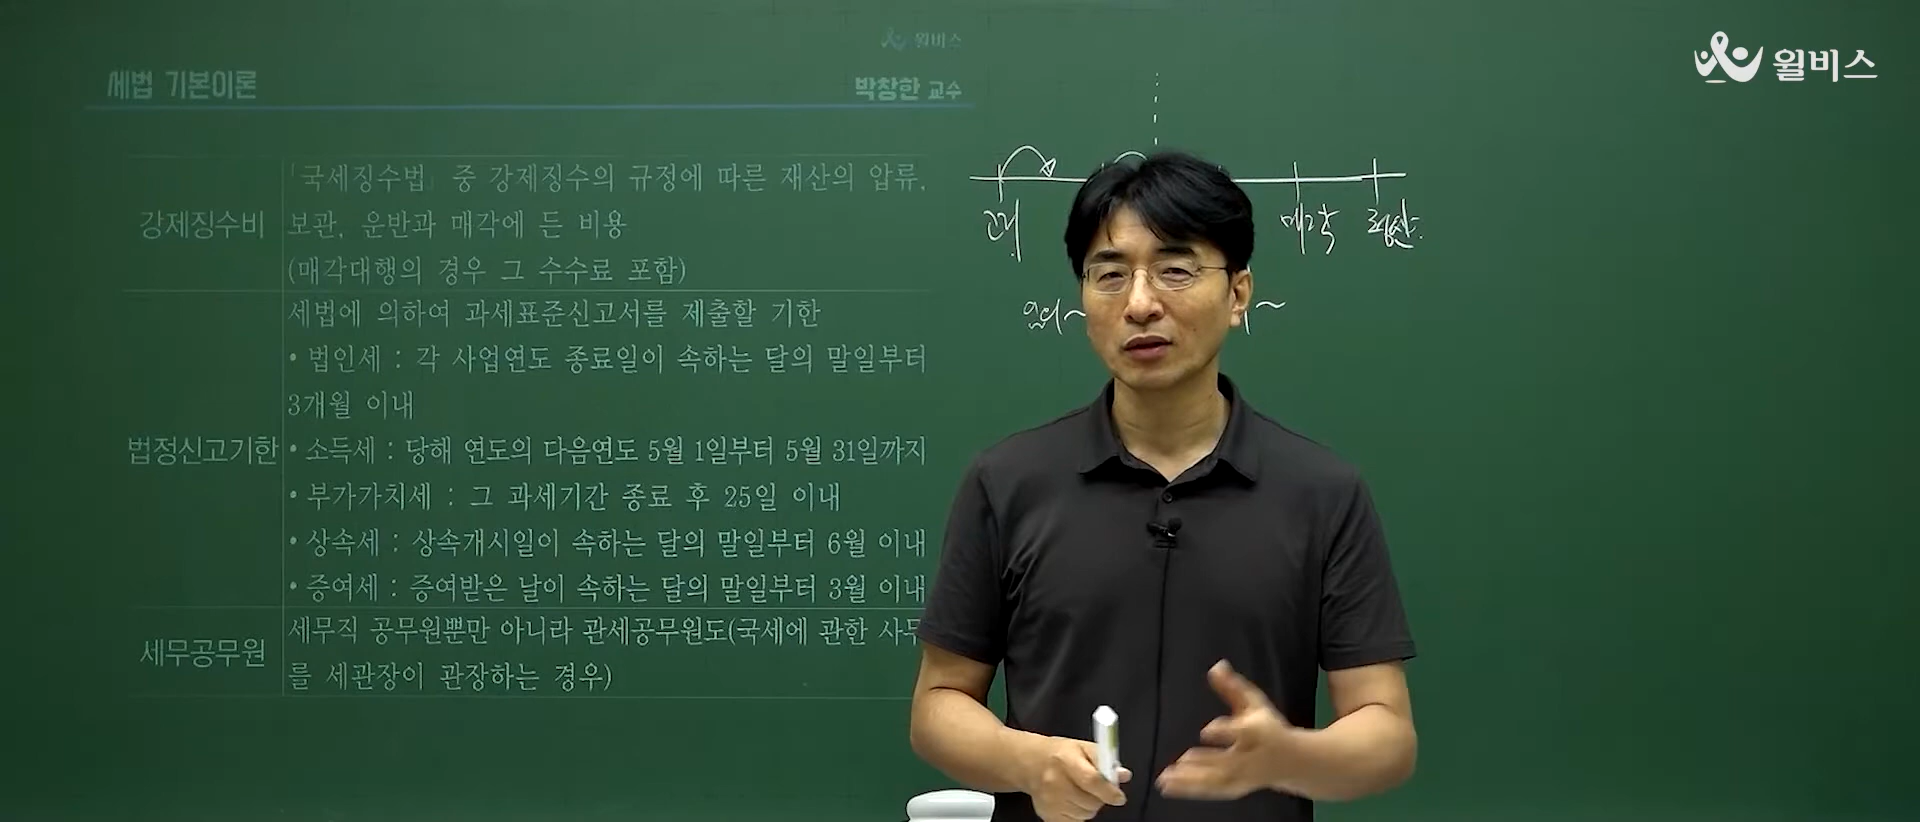 윌비스
윌비스
세법 기본이론
박창한 교수
강제징수비
「국세징수법」 중 강제징수의 규정에 따른 재산의 압류,
보관, 운반과 매각에 든 비용
(매각대행의 경우 그 수수료 포함)
법정신고기한
세법에 의하여 과세표준신고서를 제출할 기한
• 법인세 : 각 사업연도 종료일이 속하는 달의 말일부터
3개월 이내
• 소득세 : 당해 연도의 다음연도 5월 1일부터 5월 31일까지
• 부가가치세 : 그 과세기간 종료 후 25일 이내
• 상속세 : 상속개시일이 속하는 달의 말일부터 6월 이내
• 증여세 : 증여받은 날이 속하는 달의 말일부터 3월 이내
세무공무원
세무직 공무원뿐만 아니라 관세공무원도(국세에 관한 사무
를 세관장이 관장하는 경우)
매각